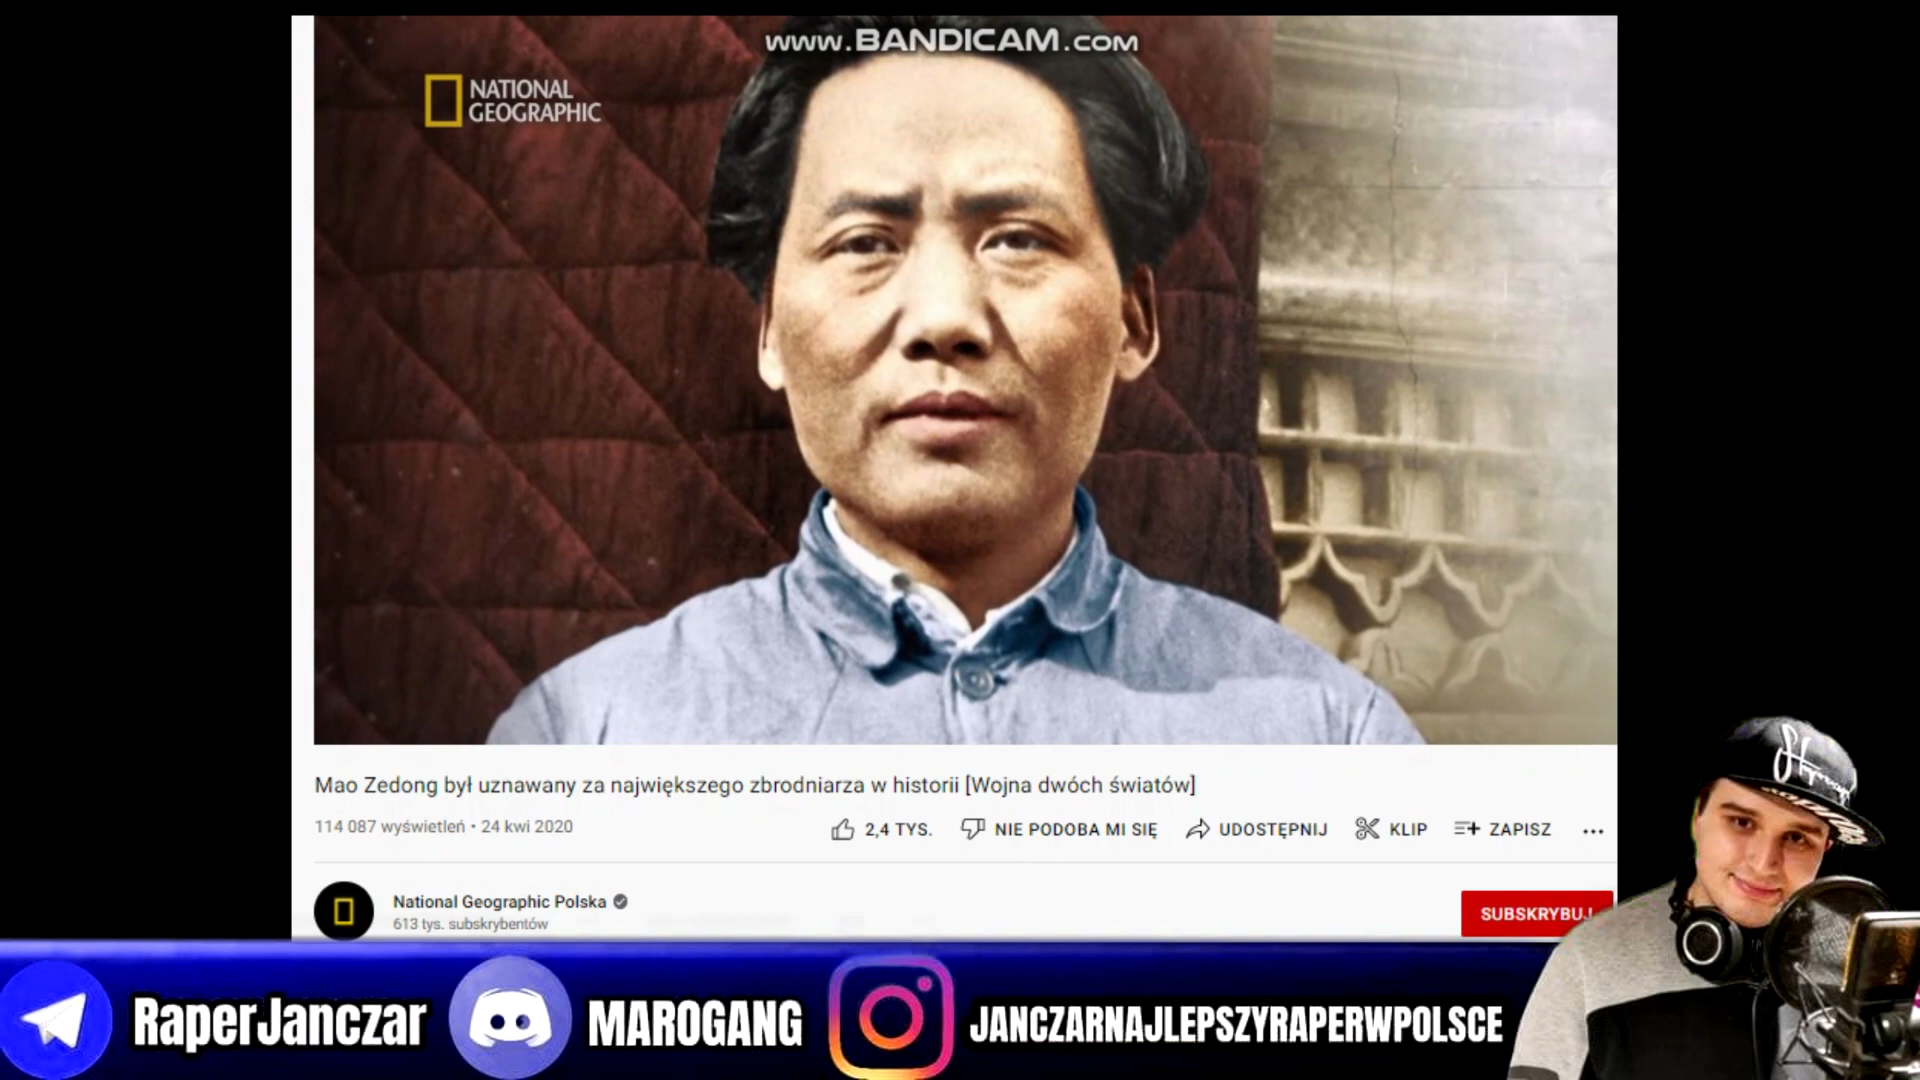 www.BANDICAM.com
NATIONAL
GEOGRAPHIC
Mao Zedong był uznawany za największego zbrodniarza w historii [Wojna dwóch światów]
114 087 wyświetleń • 24 kwi 2020
2,4 TYS. NIE PODOBA MI SIĘ UDOSTĘPNIJ KLIP ZAPISZ
National Geographic Polska
613 tys. subskrybentów
SUBSKRYBUJ
RaperJanczar MAROGANG JANCZARNAJLEPSZYRAPERWPOLSCE